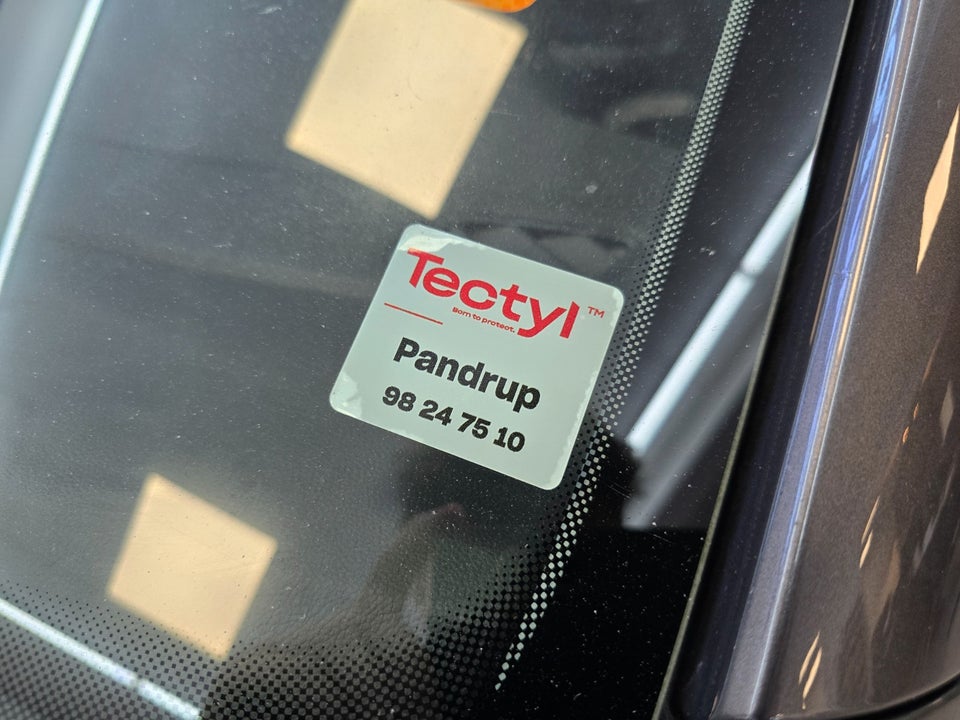 Tectyl™
Born to protect.
Pandrup
98 24 75 10